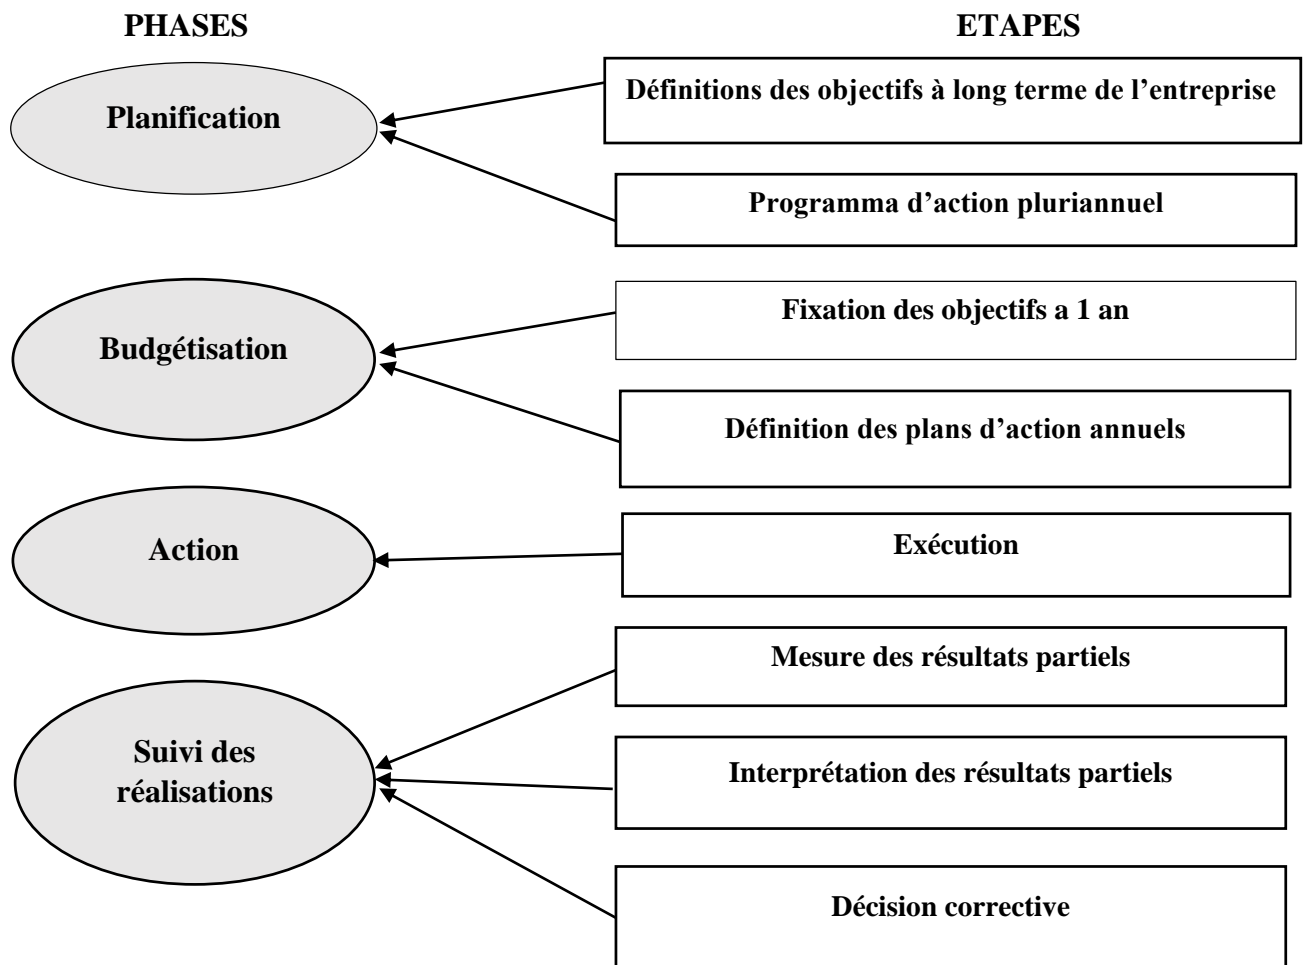 PHASES
ETAPES
Planification
Définitions des objectifs à long terme de l’entreprise
Programma d’action pluriannuel
Budgétisation
Fixation des objectifs a 1 an
Définition des plans d’action annuels
Action
Exécution
Suivi des
réalisations
Mesure des résultats partiels
Interprétation des résultats partiels
Décision corrective